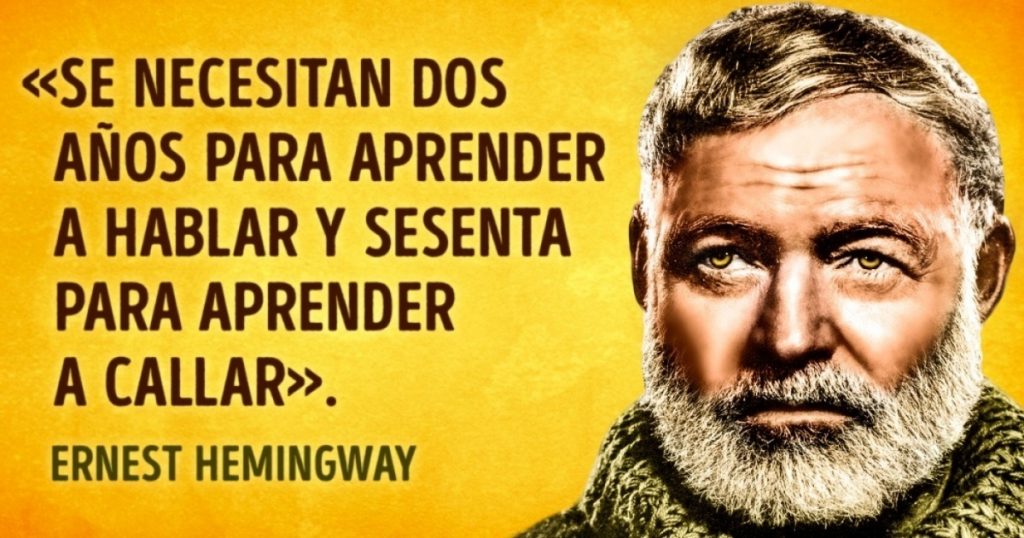 «SE NECESITAN DOS
AÑOS PARA APRENDER
A HABLAR Y SESENTA
PARA APRENDER
A CALLAR».
ERNEST HEMINGWAY